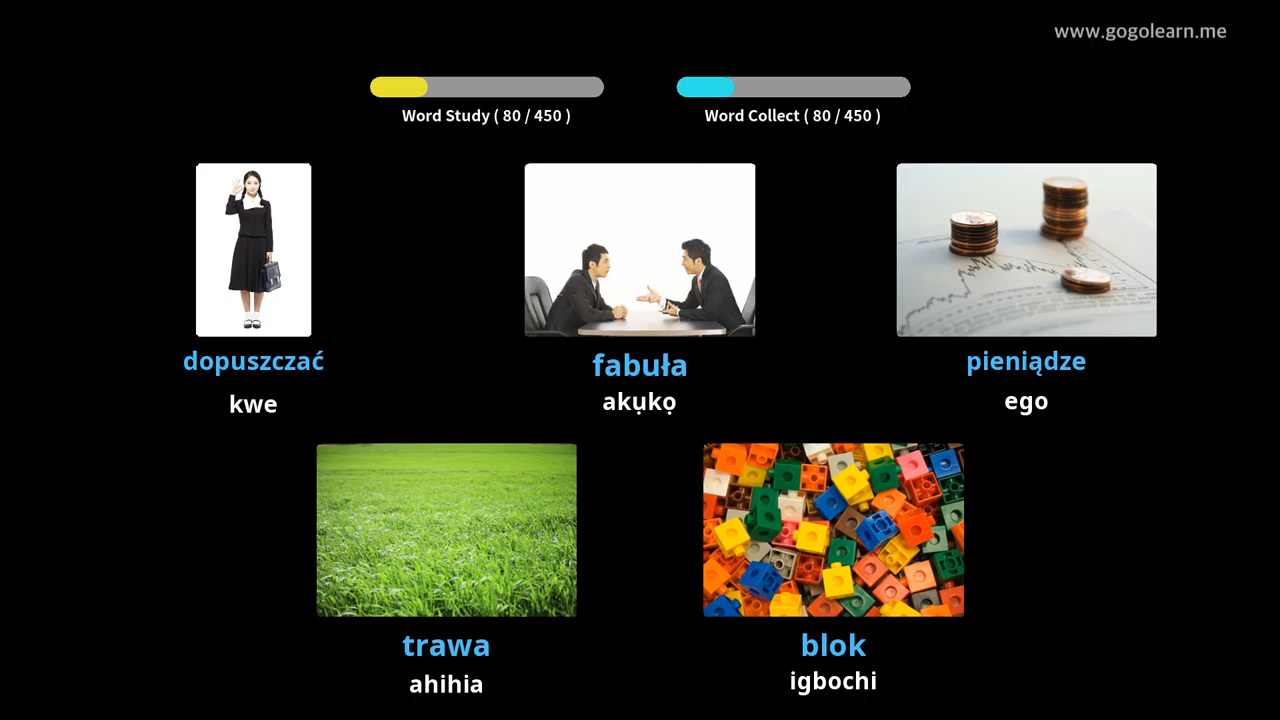 www.gogolearn.me
Word Study ( 80 / 450 )
Word Collect ( 80 / 450 )
dopuszczać
fabuła
pieniądze
kwe
akụkọ
ego
trawa
blok
ahihia
igbochi